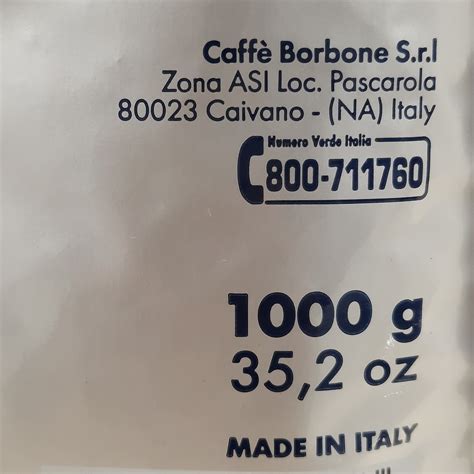 Caffè Borbone S.r.l
Zona ASI Loc. Pascarola
80023 Caivano - (NA) Italy
Numero Verde Italia
800-711760
1000 g
35,2 oz
MADE IN ITALY